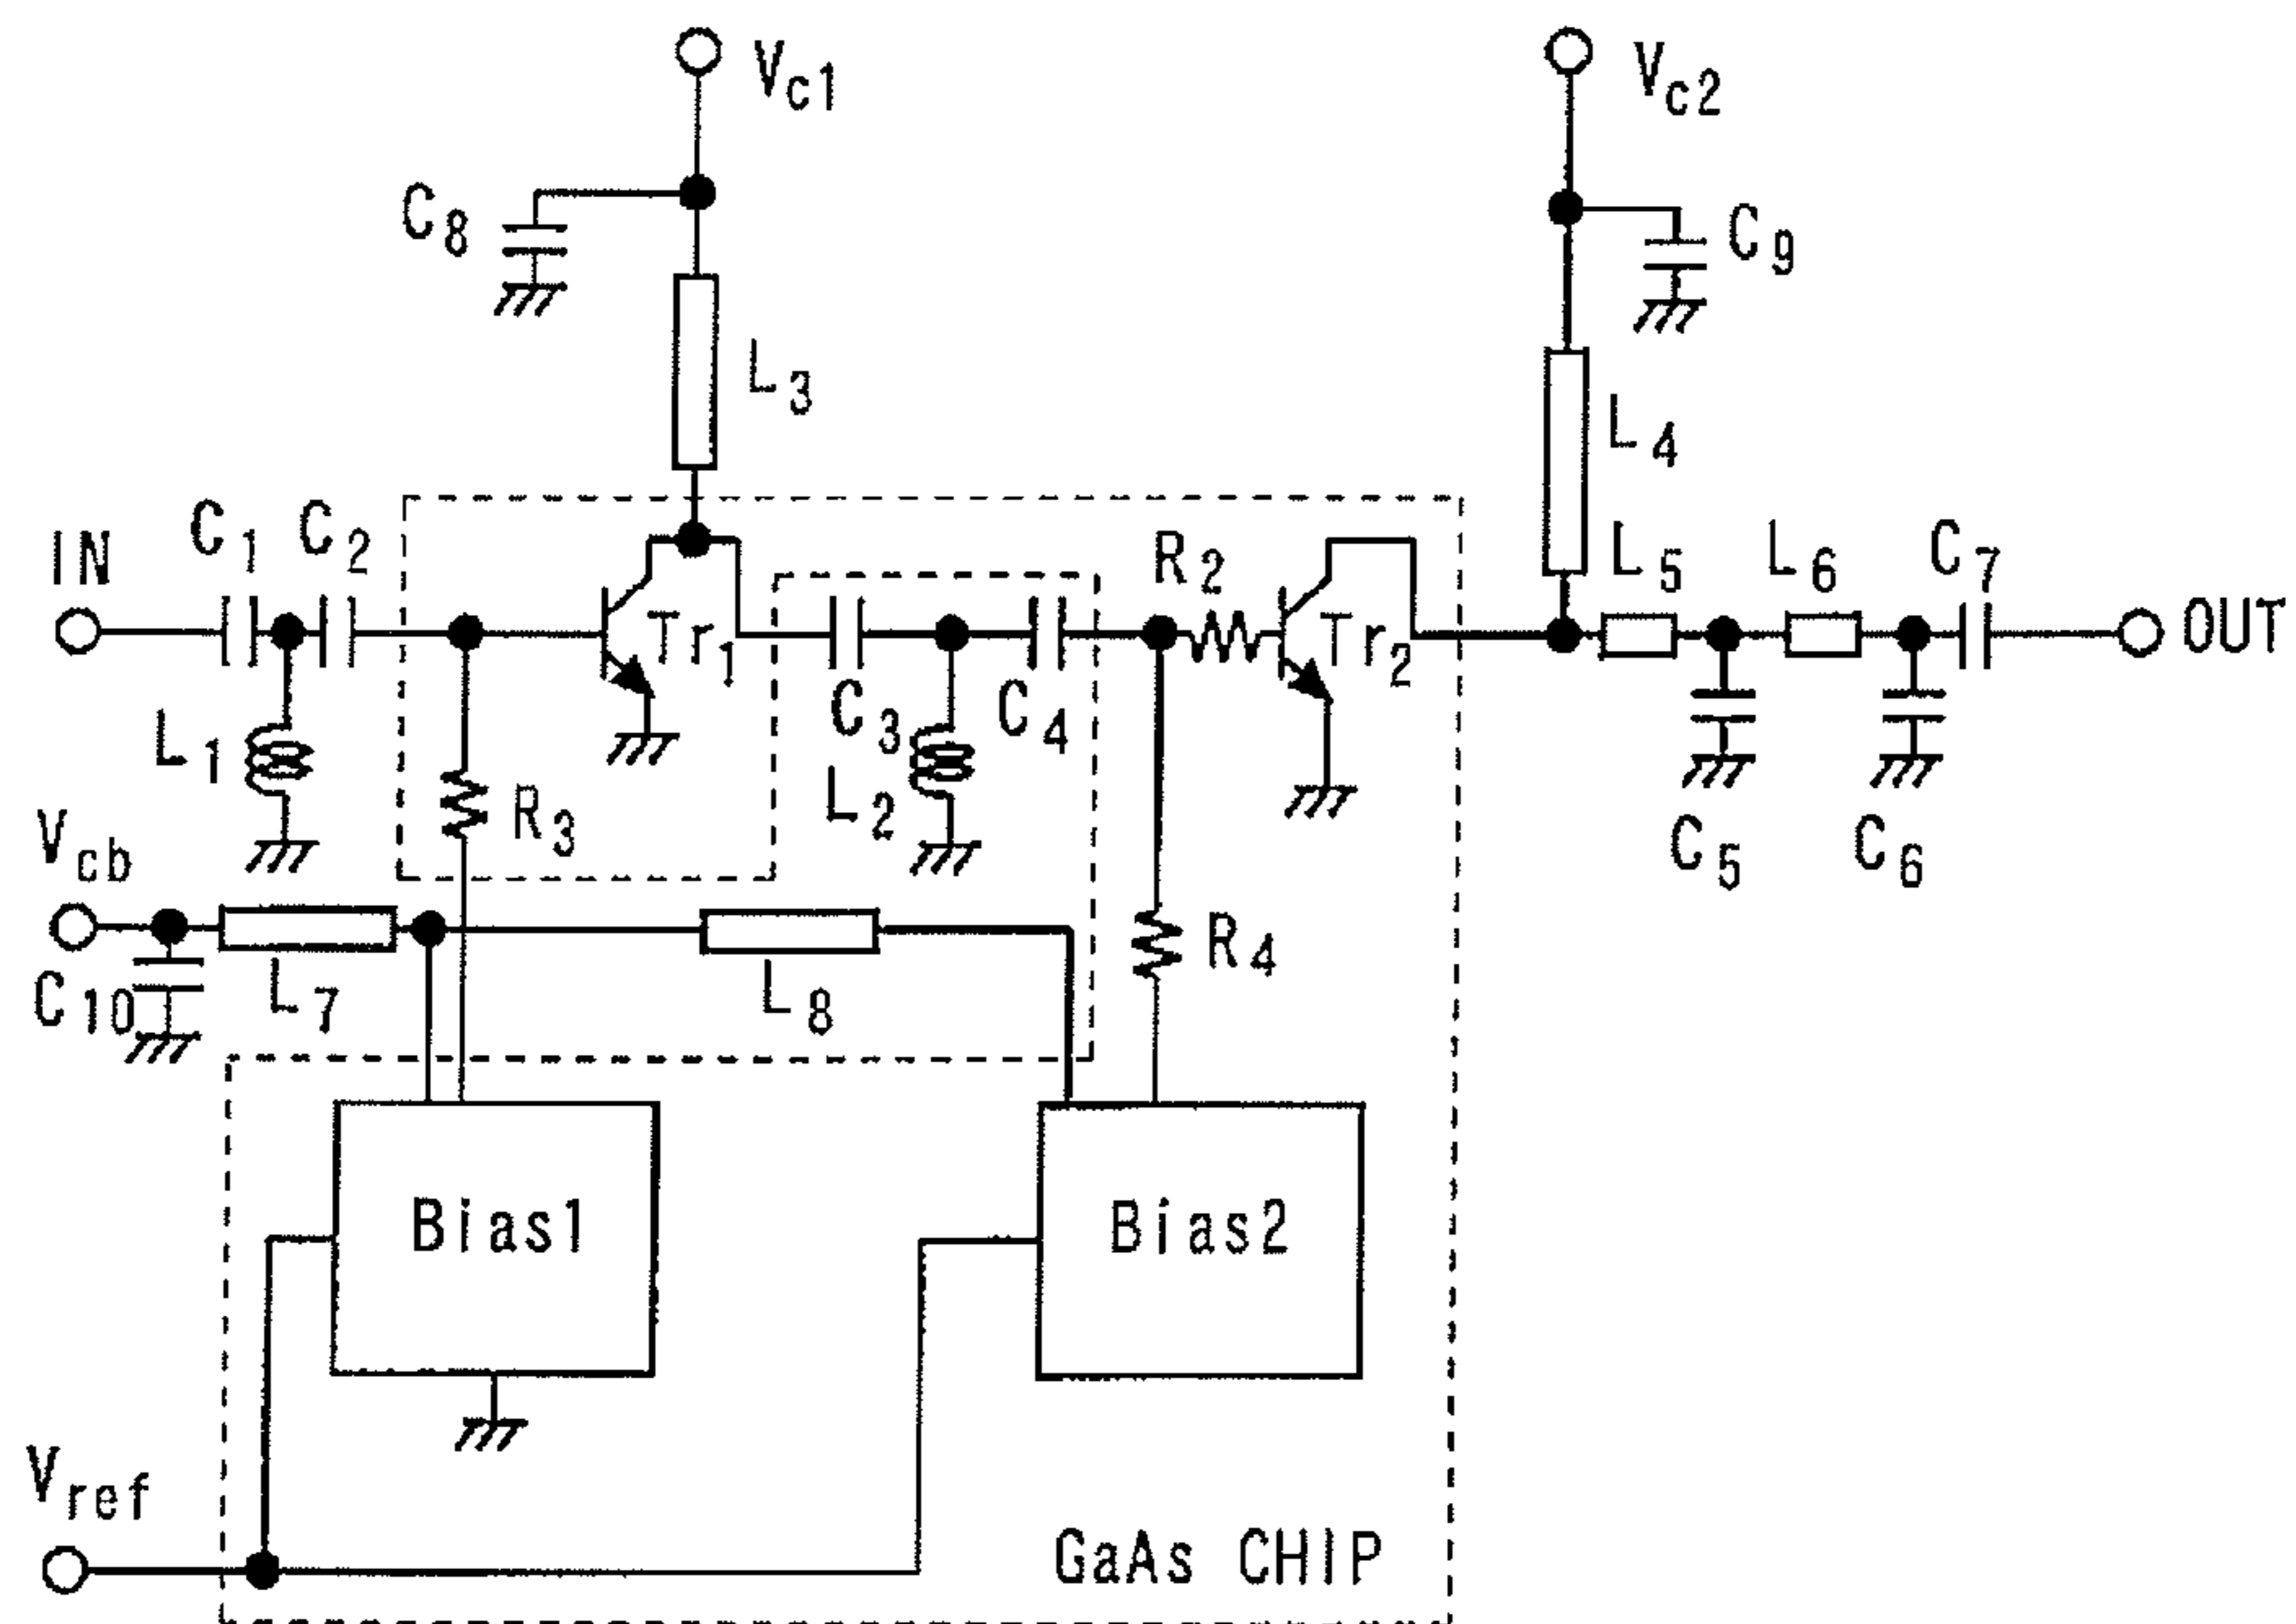 Vc1
Vc2
C8
C9
L3
L4
IN
C1
C2
R2
L5
L6
C7
OUT
Tr1
Tr2
C3
C4
L1
L2
R3
C5
C6
Vcb
C10
L7
L8
R4
Bias1
Bias2
Vref
GaAs CHIP